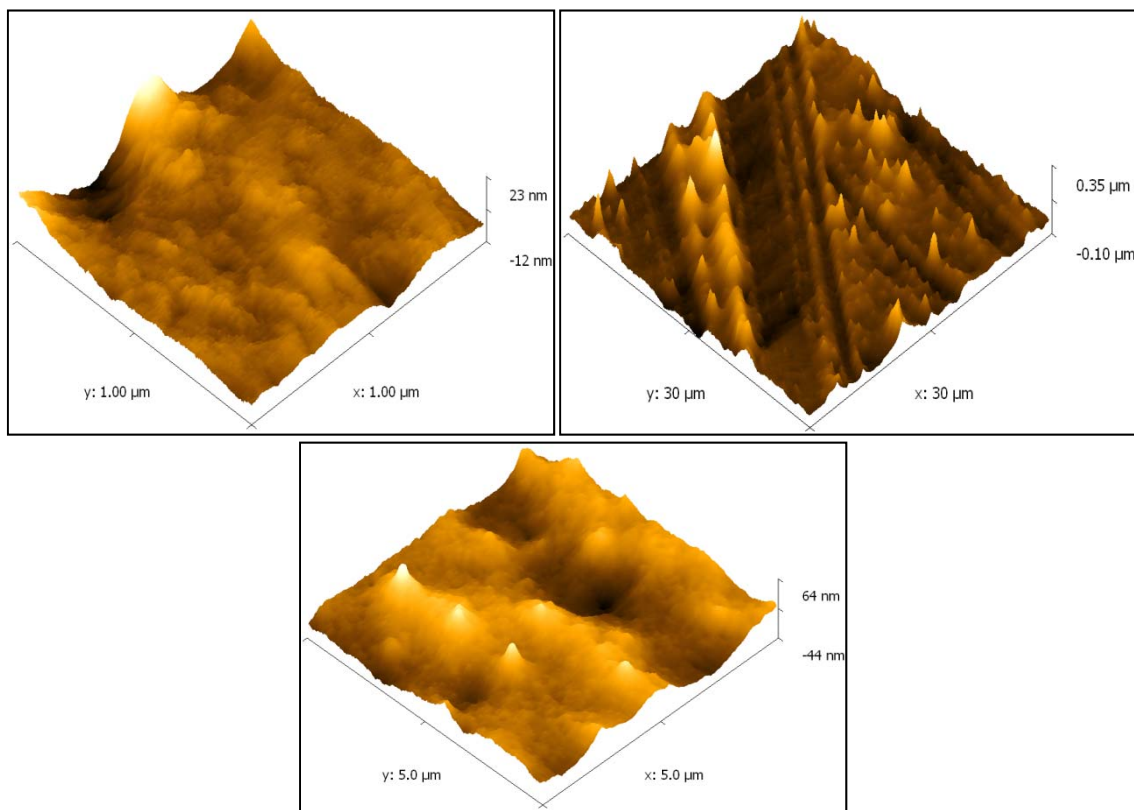 23 nm
-12 nm
y: 1.00 µm
x: 1.00 µm
0.35 µm
-0.10 µm
y: 30 µm
x: 30 µm
64 nm
-44 nm
y: 5.0 µm
x: 5.0 µm